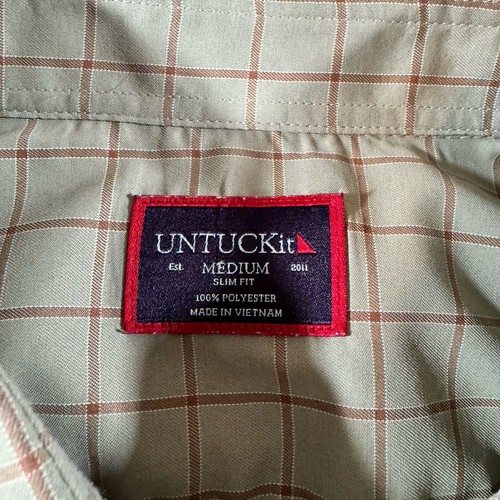 UNTUCKit
Est. MEDIUM 2011
SLIM FIT
100% POLYESTER
MADE IN VIETNAM